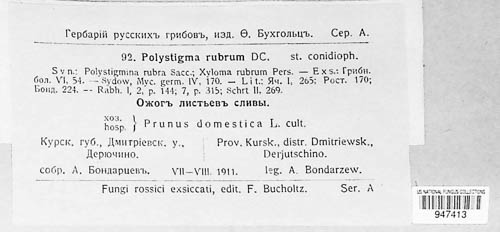 Гербарій русскихъ грибовъ, изд. Ѳ. Бухгольцъ. Сер. А.
92. Polystigma rubrum DC. st. conidioph.
Syn.: Polystigmina rubra Sacc.; Xyloma rubrum Pers. — Exs.: Грибн.
бол. VI, 54. — Sydow, Myc. germ. IV, 170. — Lit.: Яч. I, 265; Рост. 170;
Бонд. 224. — Rabh. I, 2, p. 144; 7, p. 315; Schrt II. 269.
Ожогъ листьевъ сливы.
хоз.
hosp. } Prunus domestica L. cult.
Курск. губ., Дмитріевск. у., Prov. Kursk., distr. Dmitriewsk.,
Дерючино. Derjutschino.
собр. А. Бондарцевъ. VII—VIII. 1911. leg. A. Bondarzew.
Fungi rossici exsiccati, edit. F. Bucholtz. Ser. A
US NATIONAL FUNGUS COLLECTIONS
947413